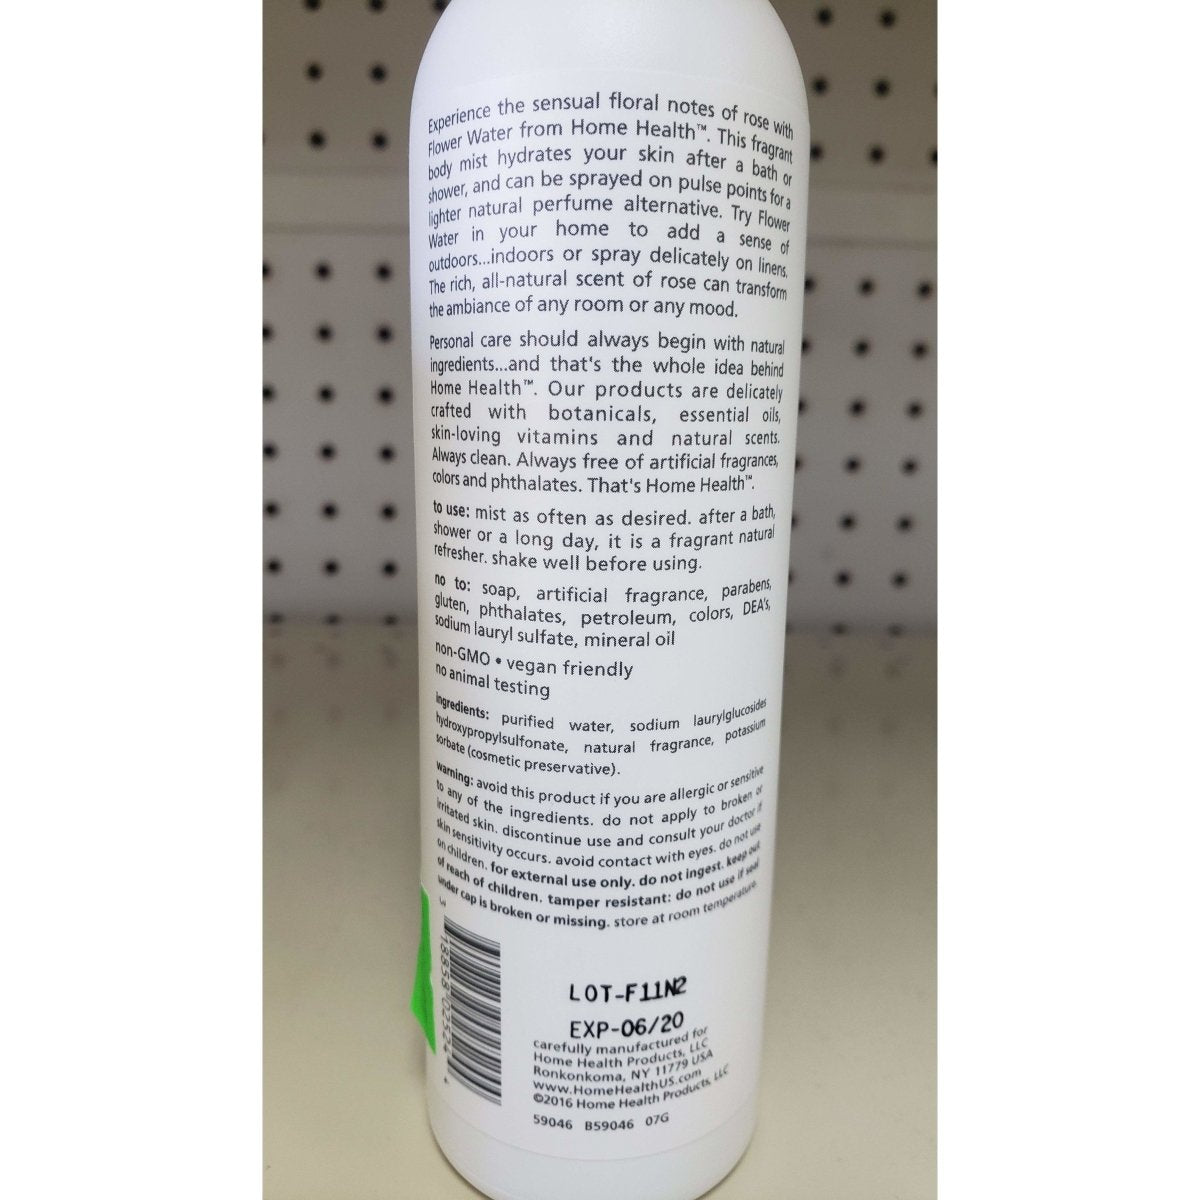 Experience the sensual floral notes of rose with
Flower Water from Home Health™. This fragrant
body mist hydrates your skin after a bath or
shower, and can be sprayed on pulse points for a
lighter natural perfume alternative. Try Flower
Water in your home to add a sense of
outdoors...indoors or spray delicately on linens.
The rich, all-natural scent of rose can transform
the ambiance of any room or any mood.
Personal care should always begin with natural
ingredients...and that's the whole idea behind
Home Health™. Our products are delicately
crafted with botanicals, essential oils,
skin-loving vitamins and natural scents.
Always clean. Always free of artificial fragrances,
colors and phthalates. That's Home Health™.
to use: mist as often as desired. after a bath,
shower or a long day, it is a fragrant natural
refresher. shake well before using.
no to: soap, artificial fragrance, parabens,
gluten, phthalates, petroleum, colors, DEA's,
sodium lauryl sulfate, mineral oil
non-GMO • vegan friendly
no animal testing
ingredients: purified water, sodium laurylglucosides
hydroxypropylsulfonate, natural fragrance, potassium
sorbate (cosmetic preservative).
warning: avoid this product if you are allergic or sensitive
to any of the ingredients. do not apply to broken or
irritated skin. discontinue use and consult your doctor if
skin sensitivity occurs. avoid contact with eyes. do not use
on children. for external use only. do not ingest. keep out
of reach of children. tamper resistant: do not use if seal
under cap is broken or missing. store at room temperature.
3 18858 02524 4
LOT-F11N2
EXP-06/20
carefully manufactured for
Home Health Products, LLC
Ronkonkoma, NY 11779 USA
www.HomeHealthUS.com
©2016 Home Health Products, LLC
59046 B59046 07G